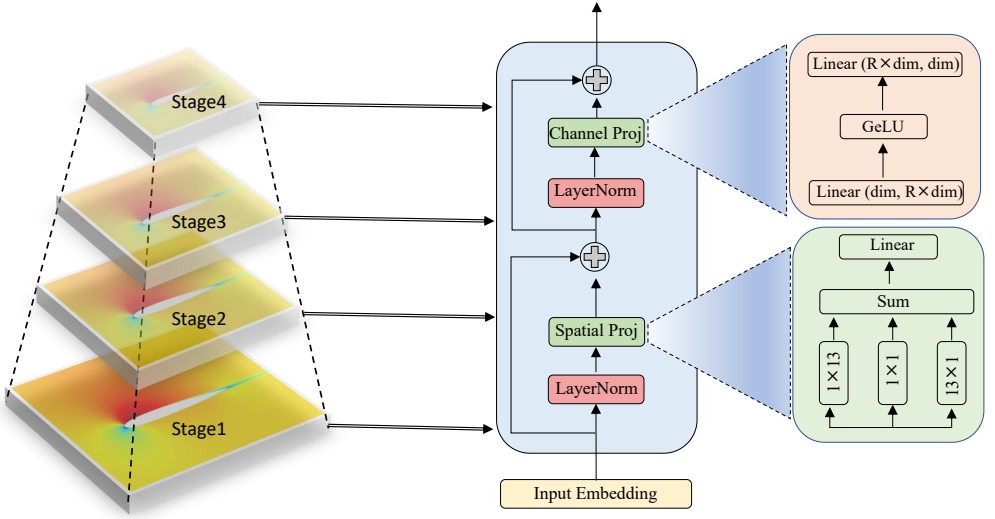 Stage4
Stage3
Stage2
Stage1
Channel Proj
LayerNorm
Spatial Proj
LayerNorm
Input Embedding
Linear (R×dim, dim)
GeLU
Linear (dim, R×dim)
Linear
Sum
1×13
1×1
13×1